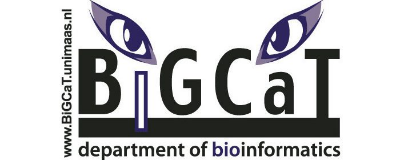 www.BiGCaT.unimaas.nl
BiGCaT
department of bioinformatics